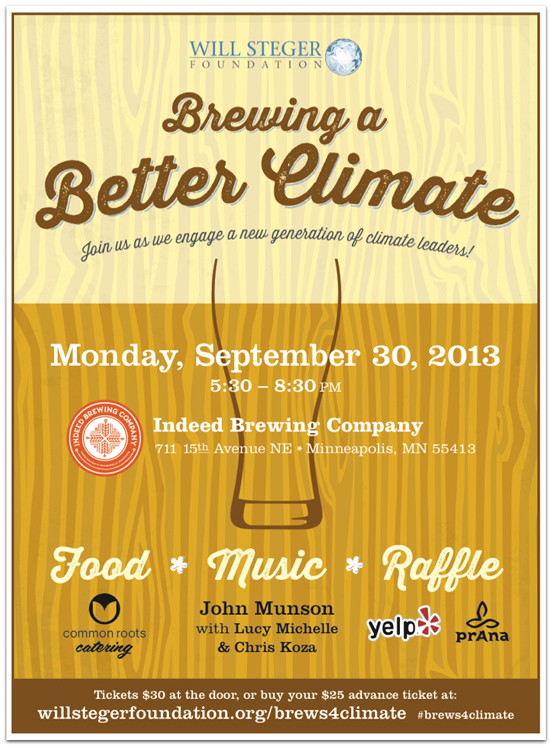 WILL STEGER
FOUNDATION
Brewing a
Better Climate
Join us as we engage a new generation of climate leaders!
Monday, September 30, 2013
5:30 – 8:30 PM
INDEED BREWING COMPANY
Indeed Brewing Company
711 15th Avenue NE • Minneapolis, MN 55413
Food * Music * Raffle
common roots
catering
John Munson
with Lucy Michelle
& Chris Koza
yelp
prAna
Tickets $30 at the door, or buy your $25 advance ticket at:
willstegerfoundation.org/brews4climate #brews4climate